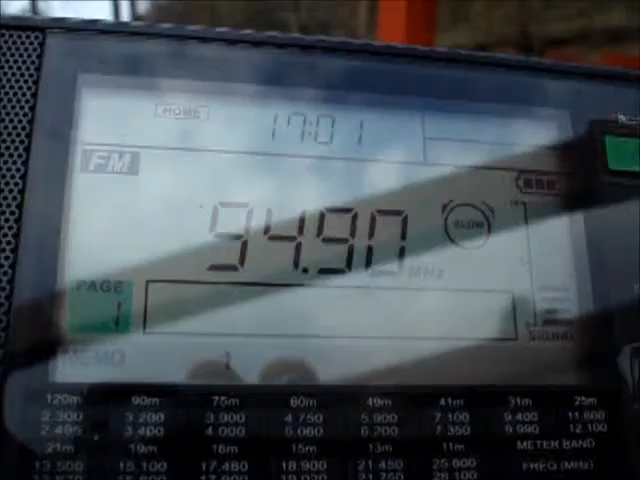 HOME 17:01
FM
94.90 MHz SLOW
PAGE
1
SIGNAL
MEMO 1
120m 90m 75m 60m 49m 41m 31m 25m
2.300 3.200 3.900 4.750 5.900 7.100 9.400 11.600
2.495 3.400 4.000 5.060 6.200 7.350 9.990 12.100
21m 19m 16m 15m 13m 11m METER BAND
13.500 15.100 17.480 18.900 21.450 25.600 FREQ (MHz)